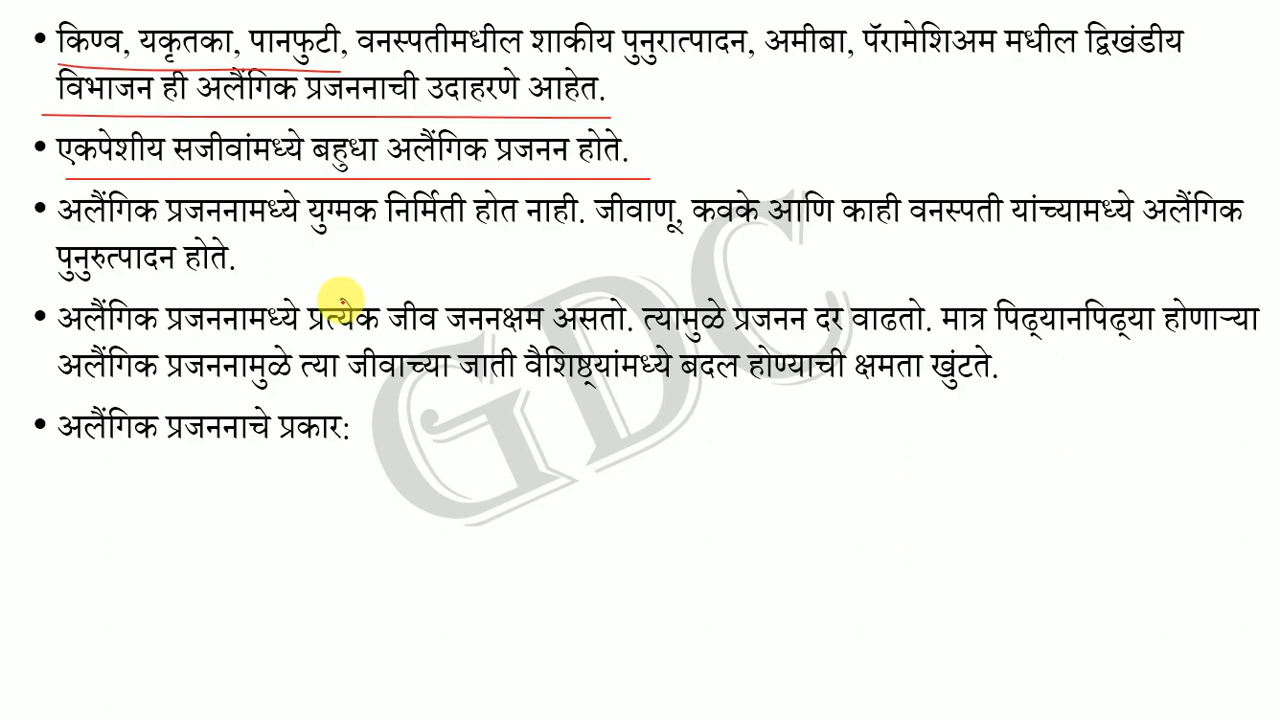 • किण्व, यकृतका, पानफुटी, वनस्पतीमधील शाकीय पुनुरात्पादन, अमीबा, पॅरामेशिअम मधील द्विखंडीय
विभाजन ही अलैंगिक प्रजननाची उदाहरणे आहेत.
• एकपेशीय सजीवांमध्ये बहुधा अलैंगिक प्रजनन होते.
• अलैंगिक प्रजननामध्ये युग्मक निर्मिती होत नाही. जीवाणू, कवके आणि काही वनस्पती यांच्यामध्ये अलैंगिक
पुनुरुत्पादन होते.
• अलैंगिक प्रजननामध्ये प्रत्येक जीव जननक्षम असतो. त्यामुळे प्रजनन दर वाढतो. मात्र पिढ्यानपिढ्या होणाऱ्या
अलैंगिक प्रजननामुळे त्या जीवाच्या जाती वैशिष्ठ्यांमध्ये बदल होण्याची क्षमता खुंटते.
• अलैंगिक प्रजननाचे प्रकार:
GDC